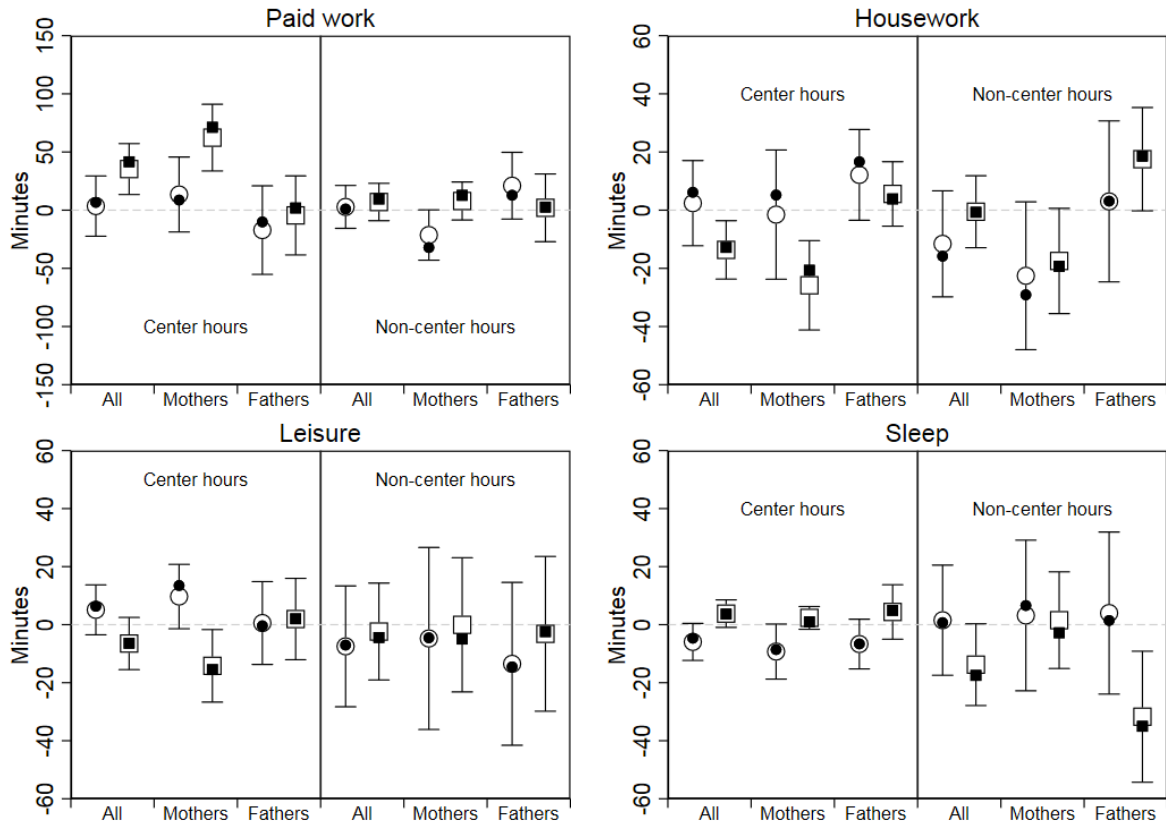 Paid work
Minutes
150
100
50
0
-50
-100
-150
Center hours
Non-center hours
All Mothers Fathers All Mothers Fathers
Housework
Minutes
60
40
20
0
-20
-40
-60
Center hours
Non-center hours
All Mothers Fathers All Mothers Fathers
Leisure
Minutes
60
40
20
0
-20
-40
-60
Center hours
Non-center hours
All Mothers Fathers All Mothers Fathers
Sleep
Minutes
60
40
20
0
-20
-40
-60
Center hours
Non-center hours
All Mothers Fathers All Mothers Fathers